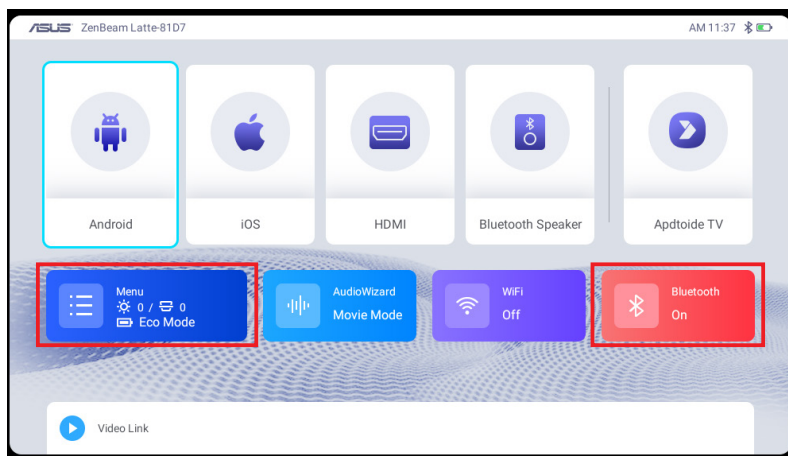 ASUS ZenBeam Latte-81D7
AM 11:37
Android
iOS
HDMI
Bluetooth Speaker
Apdtoide TV
Menu
0 / 0
Eco Mode
AudioWizard
Movie Mode
WiFi
Off
Bluetooth
On
Video Link